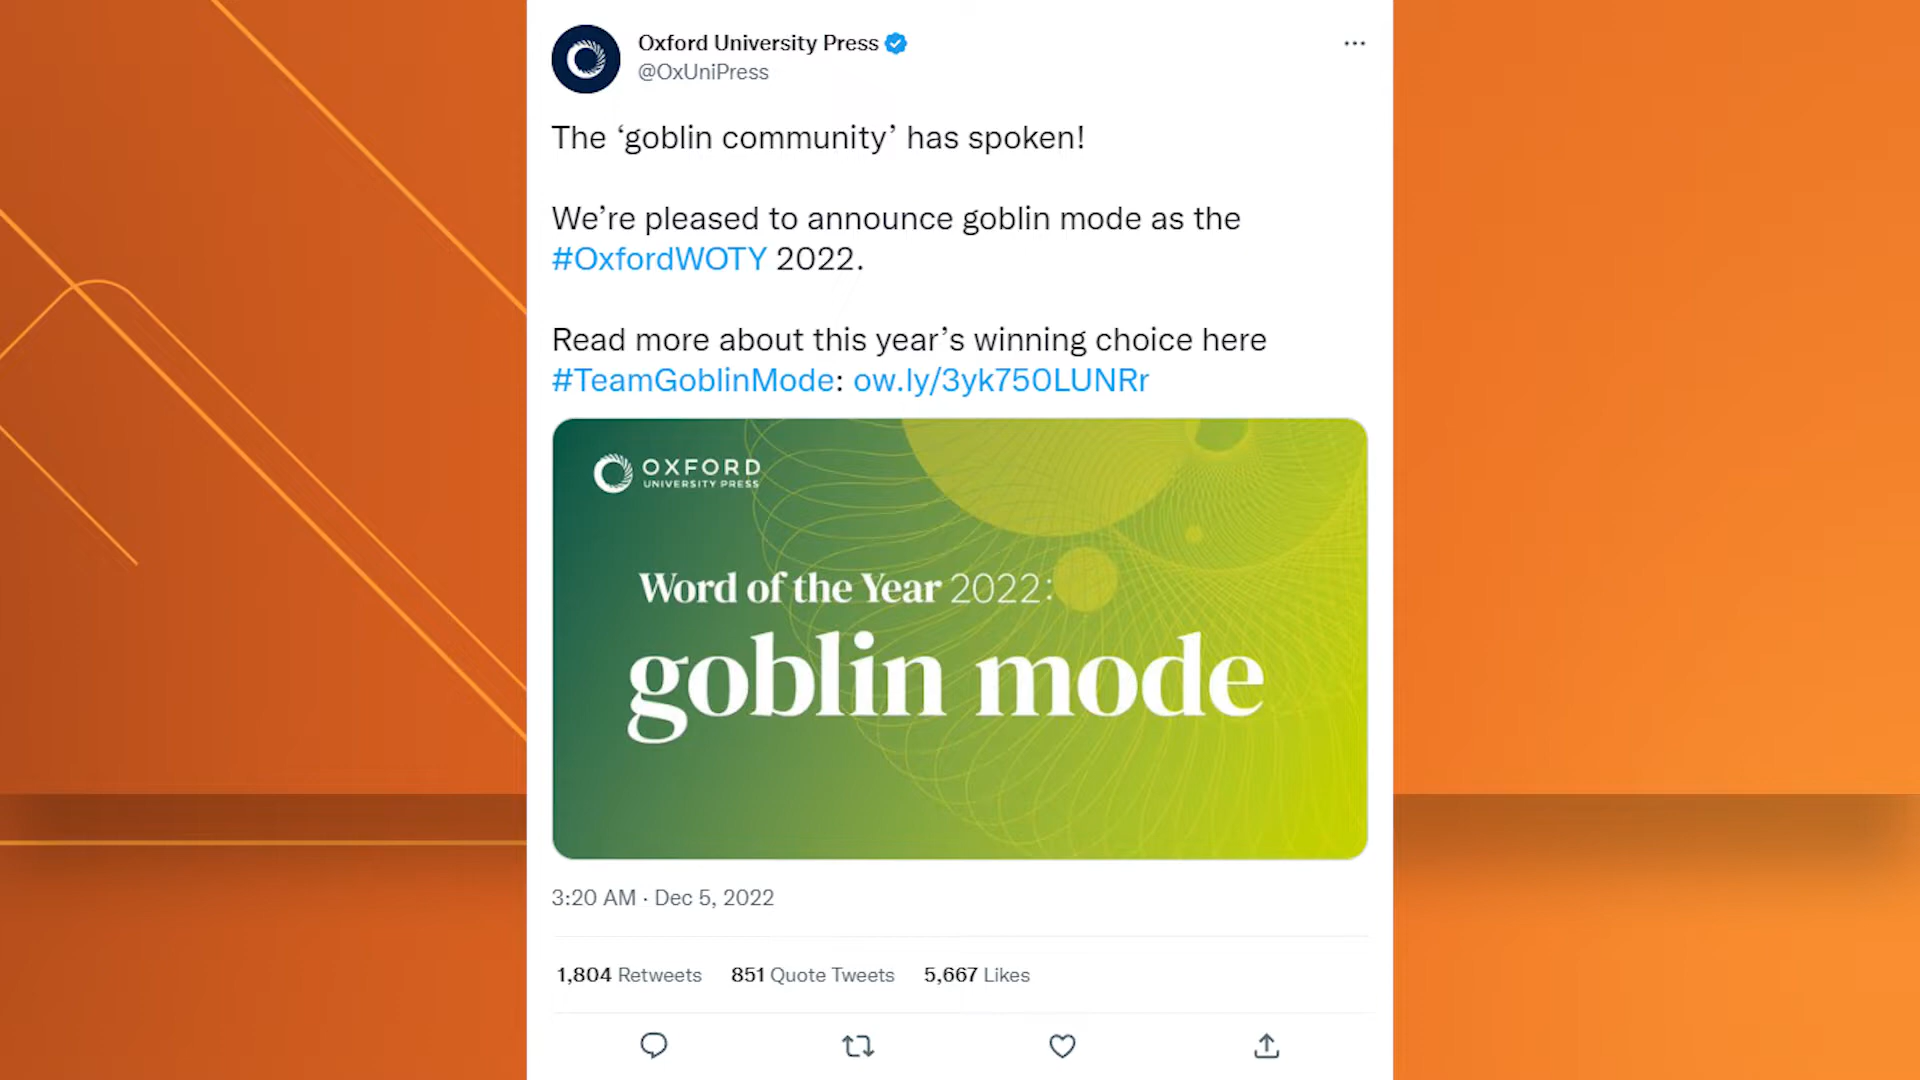 Oxford University Press
@OxUniPress
The ‘goblin community’ has spoken!
We’re pleased to announce goblin mode as the
#OxfordWOTY 2022.
Read more about this year’s winning choice here
#TeamGoblinMode: ow.ly/3yk750LUNRr
OXFORD
UNIVERSITY PRESS
Word of the Year 2022:
goblin mode
3:20 AM · Dec 5, 2022
1,804 Retweets 851 Quote Tweets 5,667 Likes